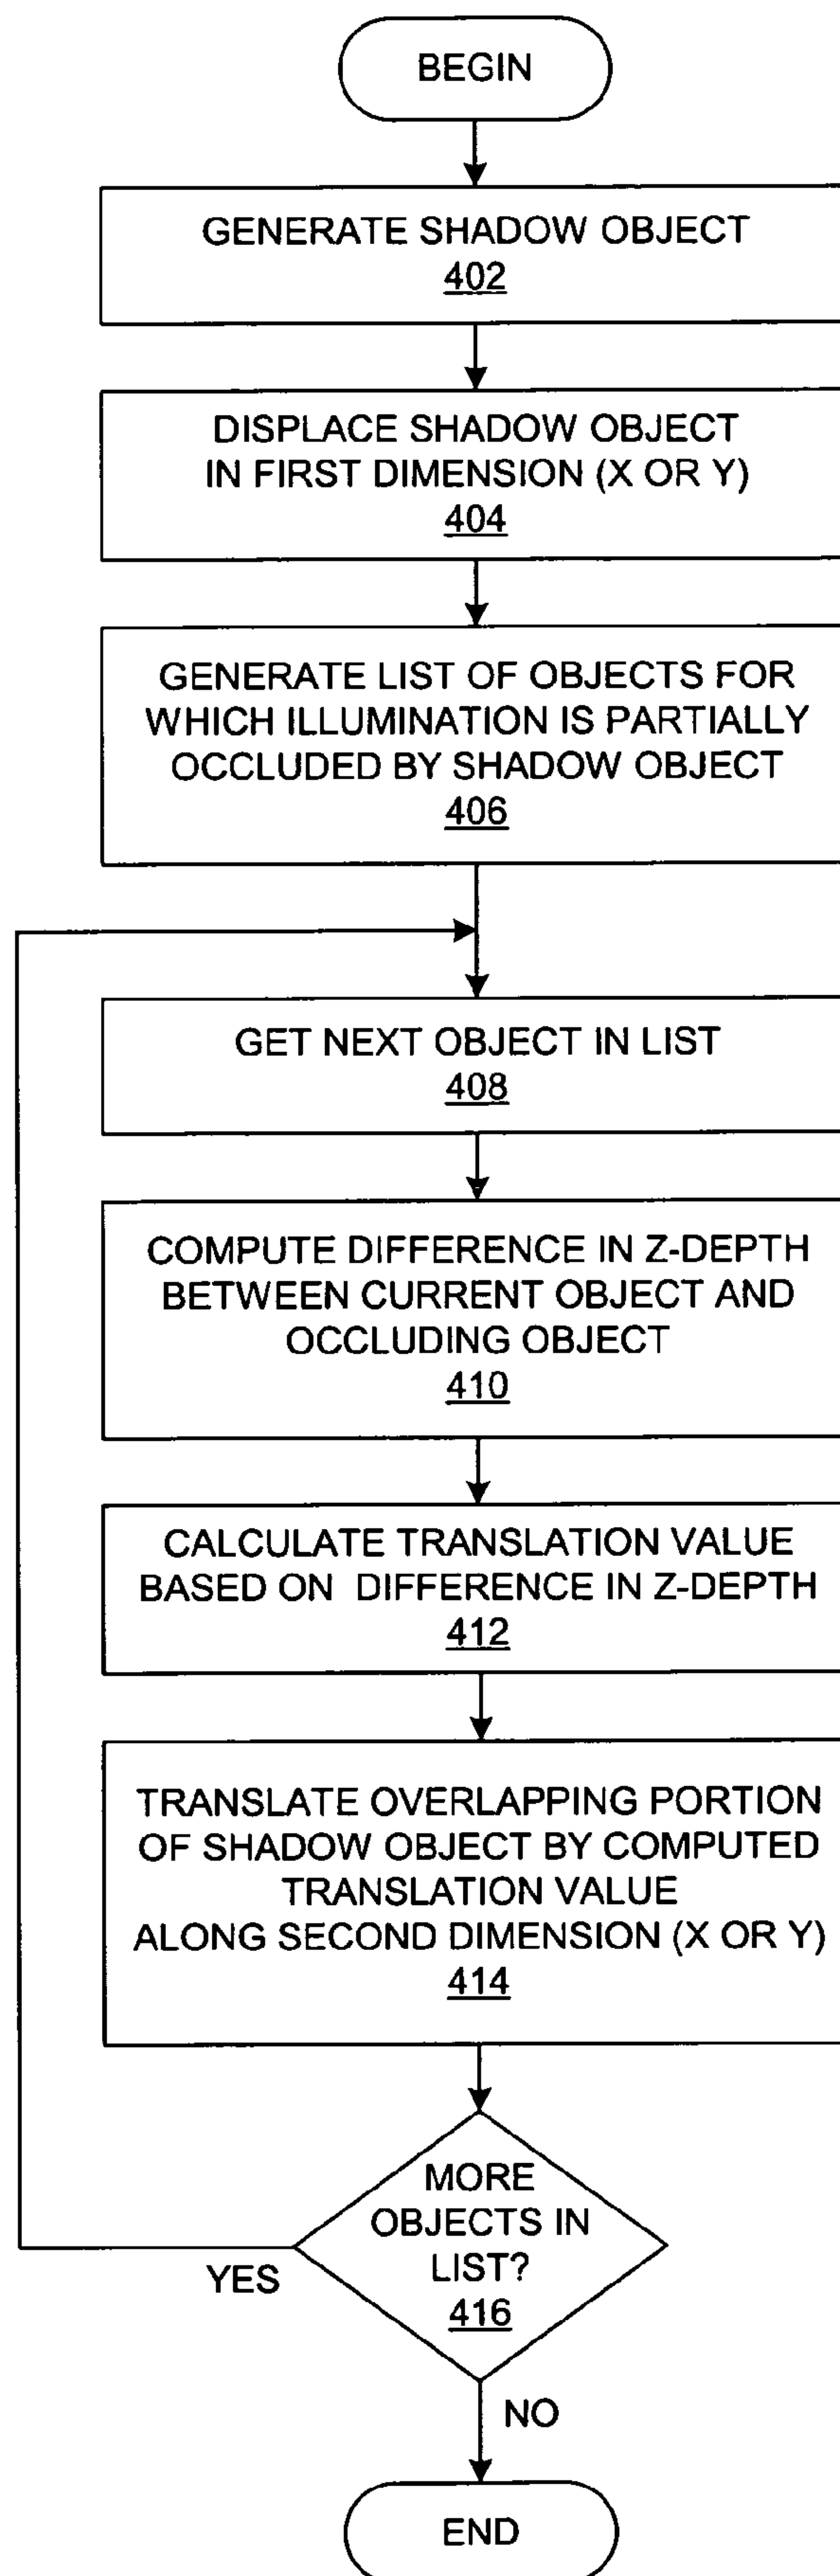 BEGIN
GENERATE SHADOW OBJECT
402
DISPLACE SHADOW OBJECT
IN FIRST DIMENSION (X OR Y)
404
GENERATE LIST OF OBJECTS FOR
WHICH ILLUMINATION IS PARTIALLY
OCCLUDED BY SHADOW OBJECT
406
GET NEXT OBJECT IN LIST
408
COMPUTE DIFFERENCE IN Z-DEPTH
BETWEEN CURRENT OBJECT AND
OCCLUDING OBJECT
410
CALCULATE TRANSLATION VALUE
BASED ON DIFFERENCE IN Z-DEPTH
412
TRANSLATE OVERLAPPING PORTION
OF SHADOW OBJECT BY COMPUTED
TRANSLATION VALUE
ALONG SECOND DIMENSION (X OR Y)
414
MORE
OBJECTS IN
LIST?
416
YES
NO
END